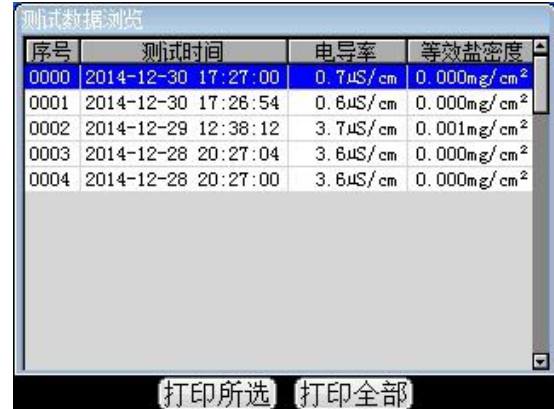 测试数据浏览
序号 测试时间 电导率 等效盐密度
0000 2014-12-30 17:27:00 0.7μS/cm 0.000mg/cm²
0001 2014-12-30 17:26:54 0.6μS/cm 0.000mg/cm²
0002 2014-12-29 12:38:12 3.7μS/cm 0.001mg/cm²
0003 2014-12-28 20:27:04 3.6μS/cm 0.000mg/cm²
0004 2014-12-28 20:27:00 3.6μS/cm 0.000mg/cm²
打印所选 打印全部